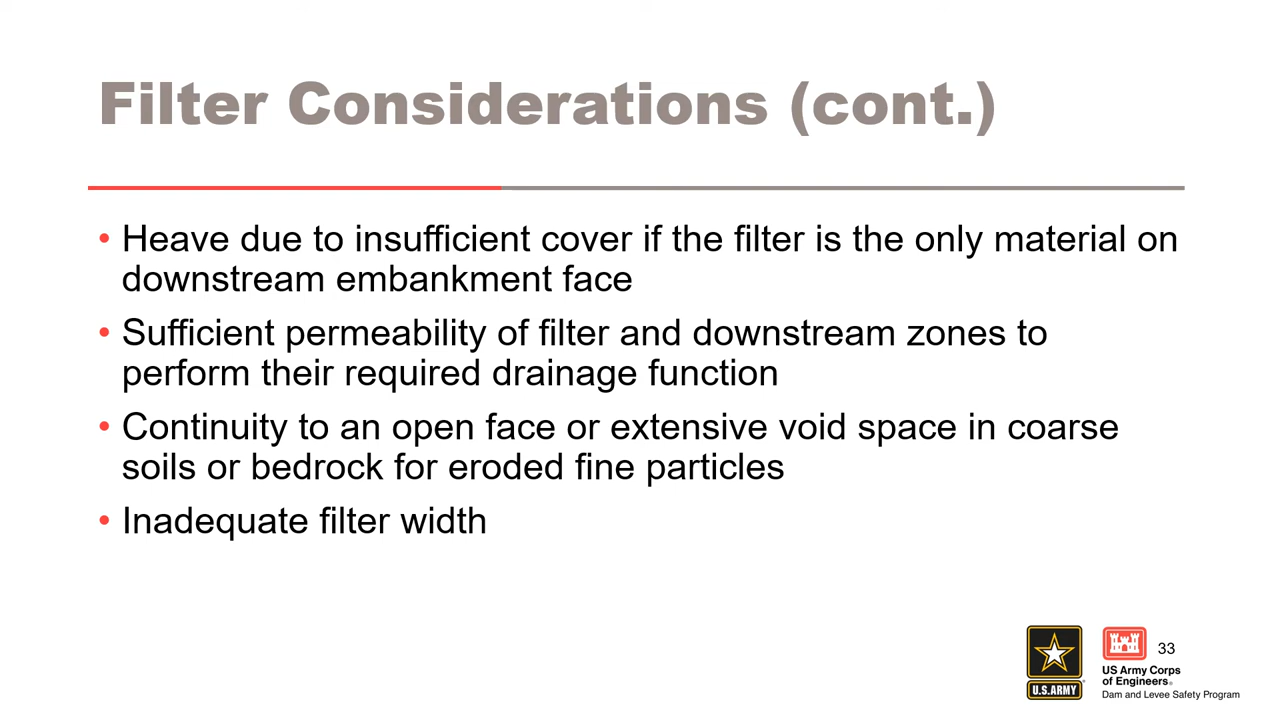 Filter Considerations (cont.)
• Heave due to insufficient cover if the filter is the only material on
downstream embankment face
• Sufficient permeability of filter and downstream zones to
perform their required drainage function
• Continuity to an open face or extensive void space in coarse
soils or bedrock for eroded fine particles
• Inadequate filter width
33
U.S.ARMY
US Army Corps
of Engineers®
Dam and Levee Safety Program